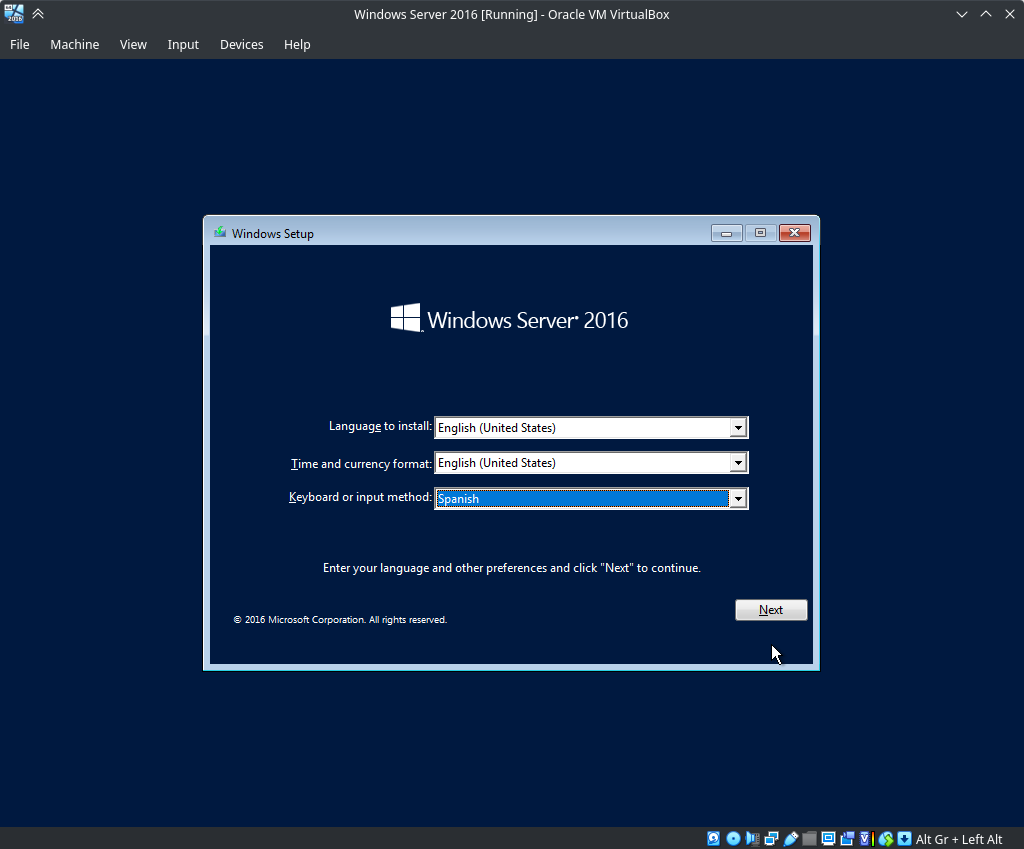 Windows Server 2016 [Running] - Oracle VM VirtualBox
File Machine View Input Devices Help
Windows Setup
Windows Server 2016
Language to install: English (United States)
Time and currency format: English (United States)
Keyboard or input method: Spanish
Enter your language and other preferences and click "Next" to continue.
Next
© 2016 Microsoft Corporation. All rights reserved.
Alt Gr + Left Alt